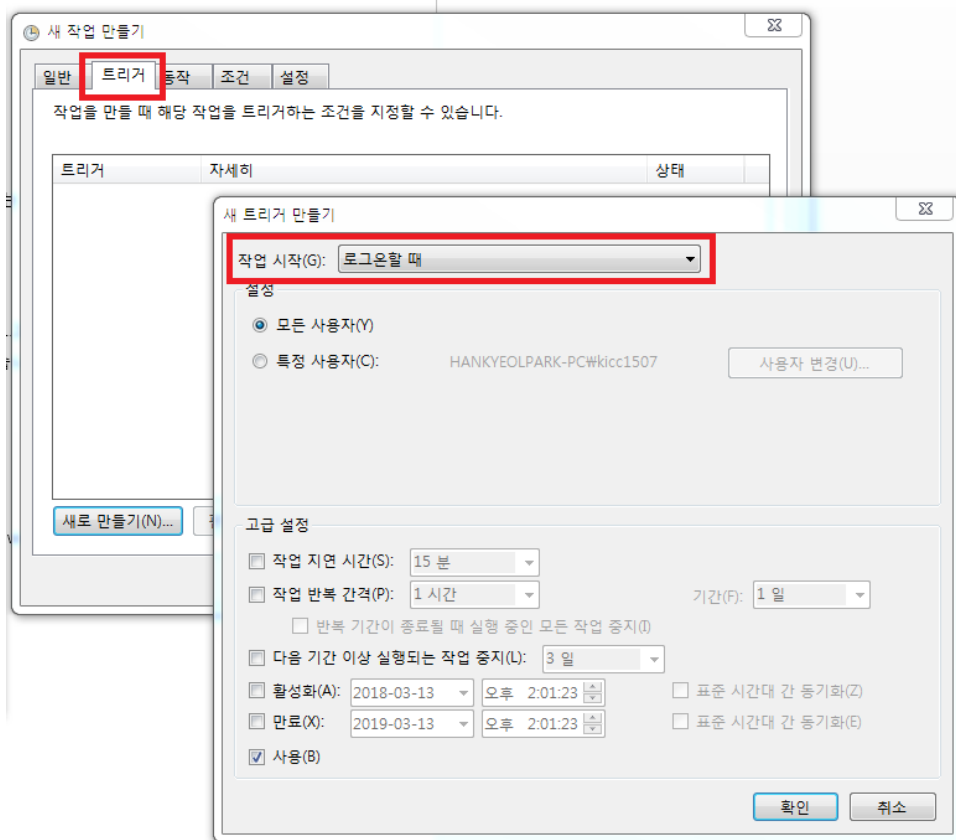 새 작업 만들기
일반 트리거 동작 조건 설정
작업을 만들 때 해당 작업을 트리거하는 조건을 지정할 수 있습니다.
트리거 자세히 상태
새로 만들기(N)...
새 트리거 만들기
작업 시작(G): 로그온할 때
설정
모든 사용자(Y)
특정 사용자(C): HANKYEOLPARK-PC₩kicc1507 사용자 변경(U)...
고급 설정
작업 지연 시간(S): 15 분
작업 반복 간격(P): 1 시간 기간(F): 1 일
반복 기간이 종료될 때 실행 중인 모든 작업 중지(I)
다음 기간 이상 실행되는 작업 중지(L): 3 일
활성화(A): 2018-03-13 오후 2:01:23 표준 시간대 간 동기화(Z)
만료(X): 2019-03-13 오후 2:01:23 표준 시간대 간 동기화(E)
사용(B)
확인 취소